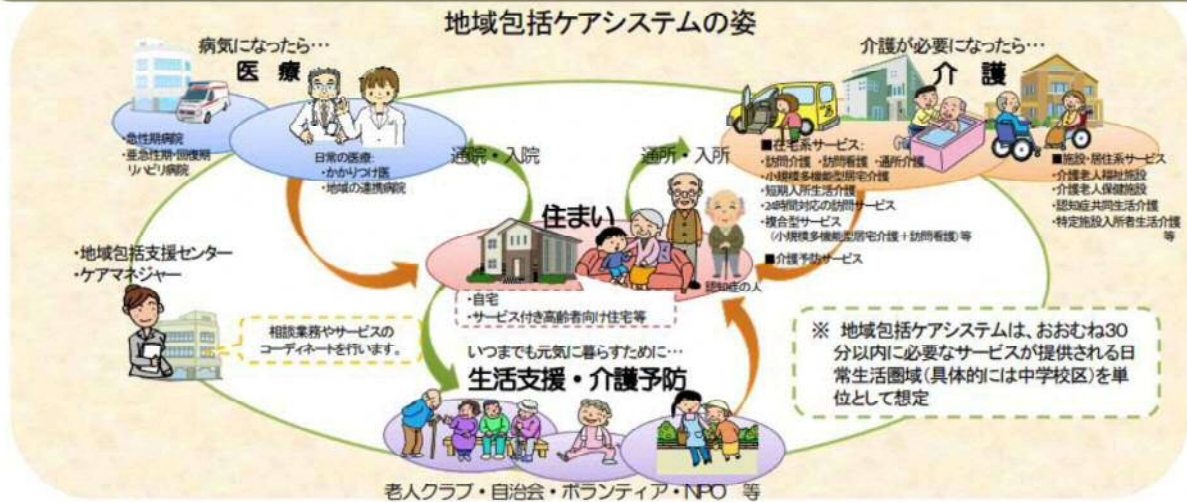 地域包括ケアシステムの姿
病気になったら…
医 療
・急性期病院
・亜急性期・回復期
リハビリ病院
日常の医療:
・かかりつけ医
・地域の連携病院
通院・入院
通所・入所
介護が必要になったら…
介 護
■在宅系サービス:
・訪問介護 ・訪問看護 ・通所介護
・小規模多機能型居宅介護
・短期入所生活介護
・24時間対応の訪問サービス
・複合型サービス
(小規模多機能型居宅介護+訪問看護)等
■介護予防サービス
■施設・居住系サービス
・介護老人福祉施設
・介護老人保健施設
・認知症共同生活介護
・特定施設入所者生活介護
等
住まい
認知症の人
・自宅
・サービス付き高齢者向け住宅等
・地域包括支援センター
・ケアマネジャー
相談業務やサービスの
コーディネートを行います。
いつまでも元気に暮らすために…
生活支援・介護予防
老人クラブ・自治会・ボランティア・NPO 等
※ 地域包括ケアシステムは、おおむね30
分以内に必要なサービスが提供される日
常生活圏域(具体的には中学校区)を単
位として想定